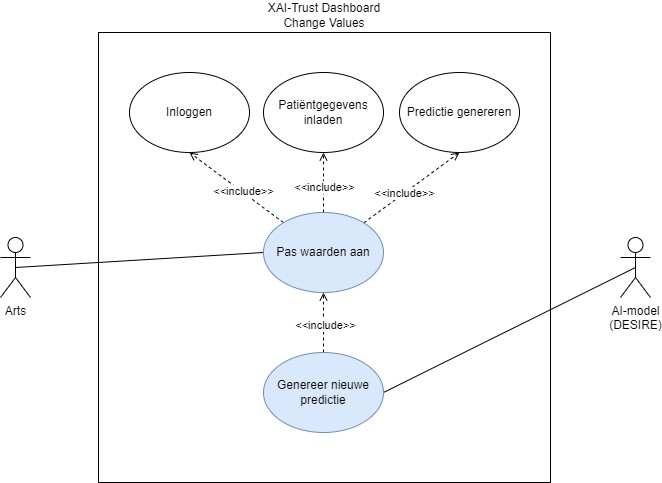 XAI-Trust Dashboard
Change Values
Inloggen
Patiëntgegevens
inladen
Predictie genereren
<<include>>
<<include>>
<<include>>
Pas waarden aan
Arts
AI-model
(DESIRE)
<<include>>
Genereer nieuwe
predictie